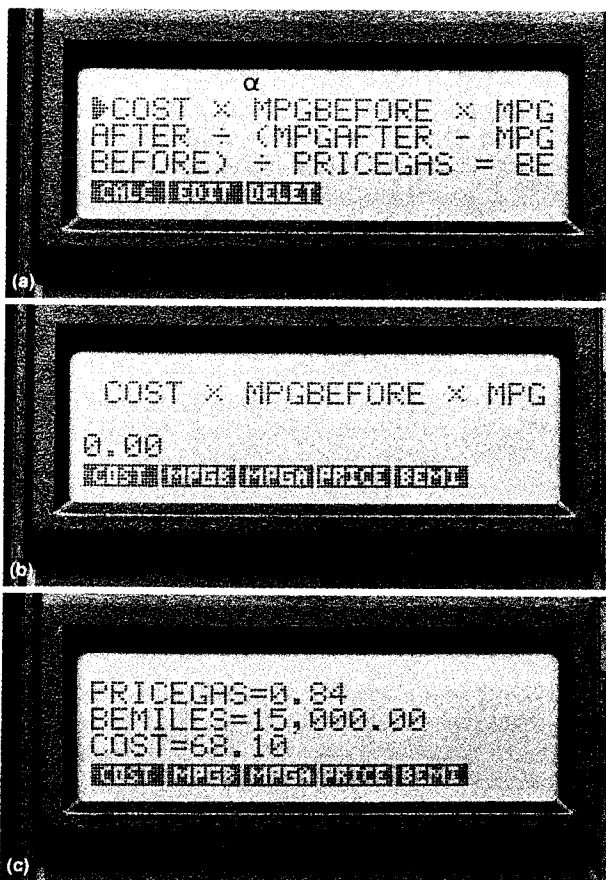 α
COST × MPGBEFORE × MPG
AFTER ÷ (MPGAFTER - MPG
BEFORE) ÷ PRICEGAS = BE
CALC EDIT DELET
(a)
COST × MPGBEFORE × MPG
0.00
COST MPGB MPGA PRICE BEMI
(b)
PRICEGAS=0.84
BEMILES=15,000.00
COST=68.10
COST MPGB MPGA PRICE BEMI
(c)